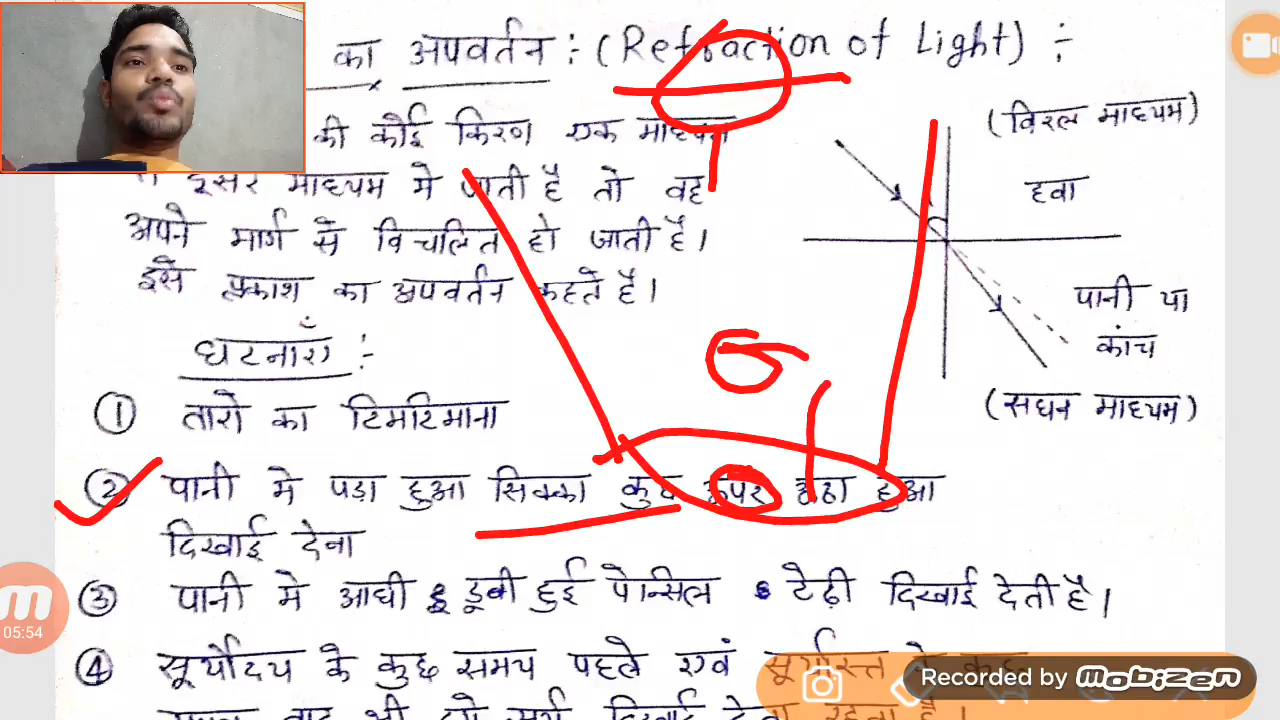 का अपवर्तन :- (Refraction of Light) :-
की कोई किरण एक माध्यम
दूसरे माध्यम में जाती है तो वह
अपने मार्ग से विचलित हो जाती है।
इसे प्रकाश का अपवर्तन कहते है।
घटनाएँ :-
① तारो का टिमटिमाना
② पानी मे पड़ा हुआ सिक्का कुछ ऊपर उठा हुआ
दिखाई देना
③ पानी मे आधी डूबी हुई पेन्सिल टेढ़ी दिखाई देती है।
④ सूर्योदय के कुछ समय पहले एवं सूर्यास्त के कुछ
(विरल माध्यम)
हवा
पानी या
कांच
(सघन माध्यम)
05:54
Recorded by mobizen